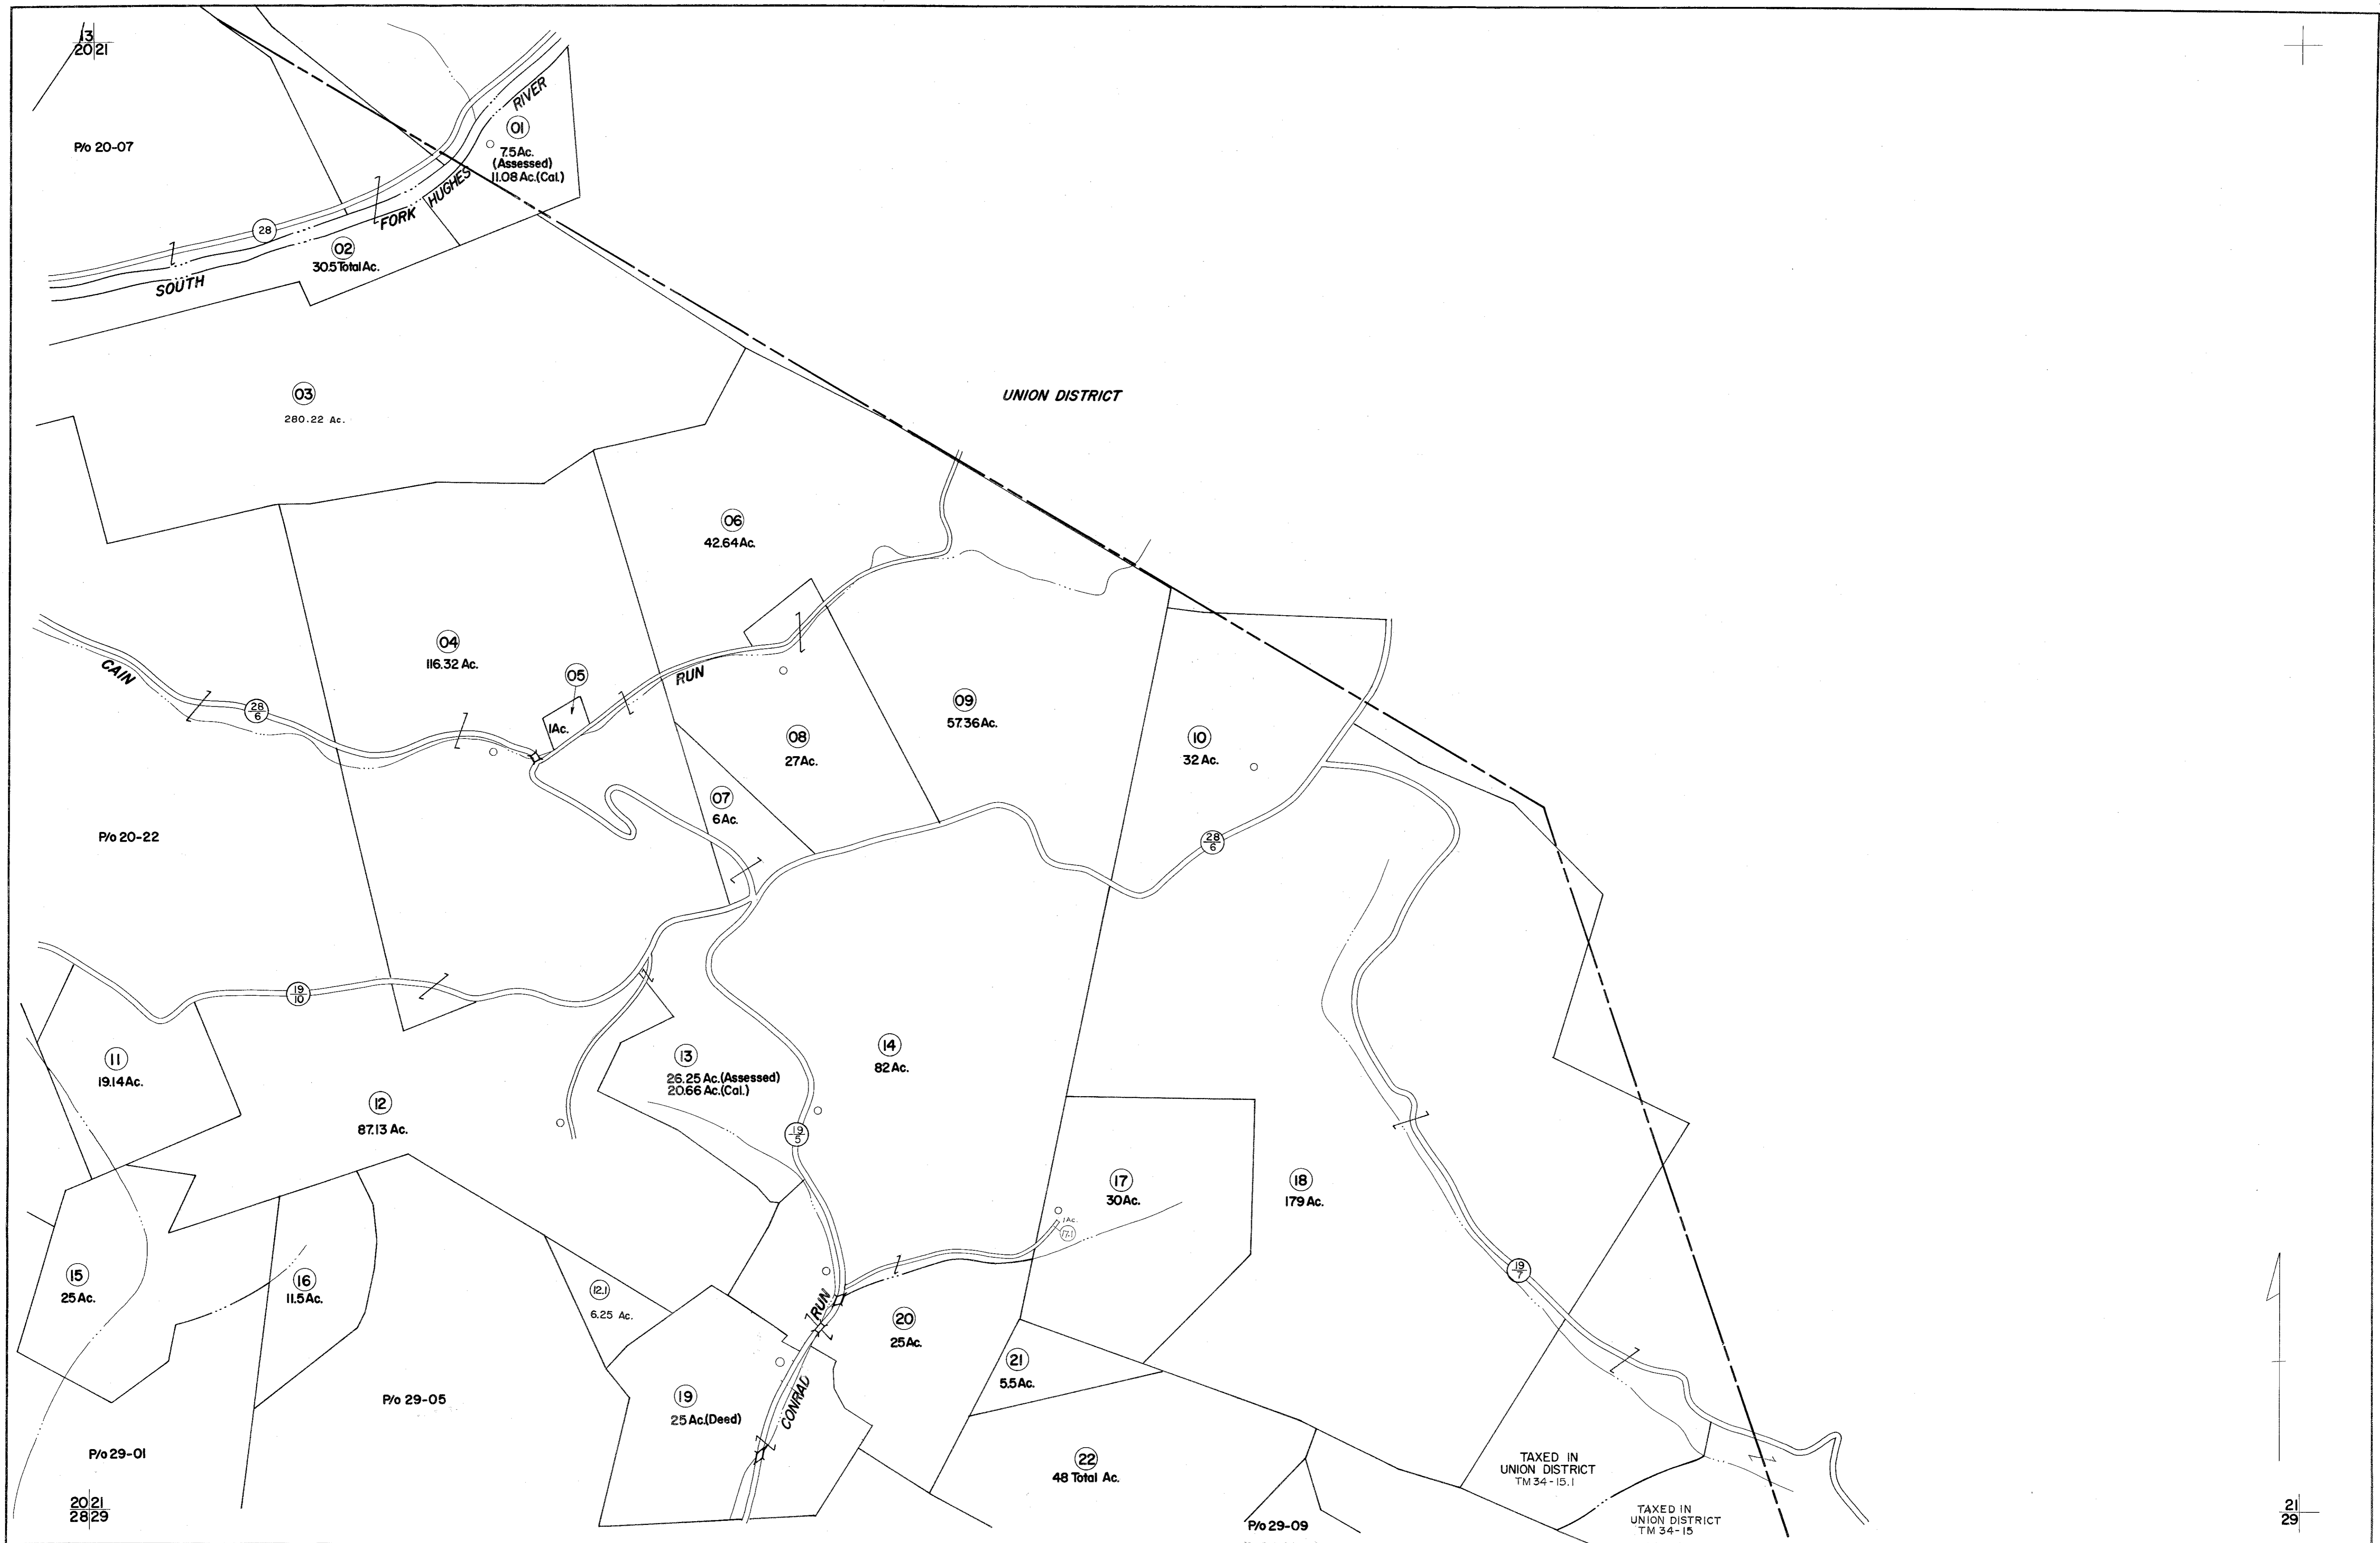 13
20 21
P/o 20-07
RIVER
01
7.5 Ac.
(Assessed)
11.08 Ac.(Cal.)
HUGHES
FORK
28
02
30.5 Total Ac.
SOUTH
03
280.22 Ac.
UNION DISTRICT
06
42.64 Ac.
04
116.32 Ac.
05
1Ac.
CAIN
RUN
28
6
08
27 Ac.
09
57.36 Ac.
10
32 Ac.
07
6 Ac.
28
6
P/o 20-22
19
10
11
19.14 Ac.
12
87.13 Ac.
13
26.25 Ac.(Assessed)
20.66 Ac.(Cal.)
14
82 Ac.
19
5
17
30 Ac.
1Ac.
17.1
18
179 Ac.
15
25 Ac.
16
11.5 Ac.
12.1
6.25 Ac.
RUN
19
7
20
25 Ac.
21
5.5 Ac.
P/o 29-05
19
25 Ac.(Deed)
CONRAD
P/o 29-01
22
48 Total Ac.
TAXED IN
UNION DISTRICT
TM 34-15.1
20 21
28 29
P/o 29-09
TAXED IN
UNION DISTRICT
TM 34-15
21
29